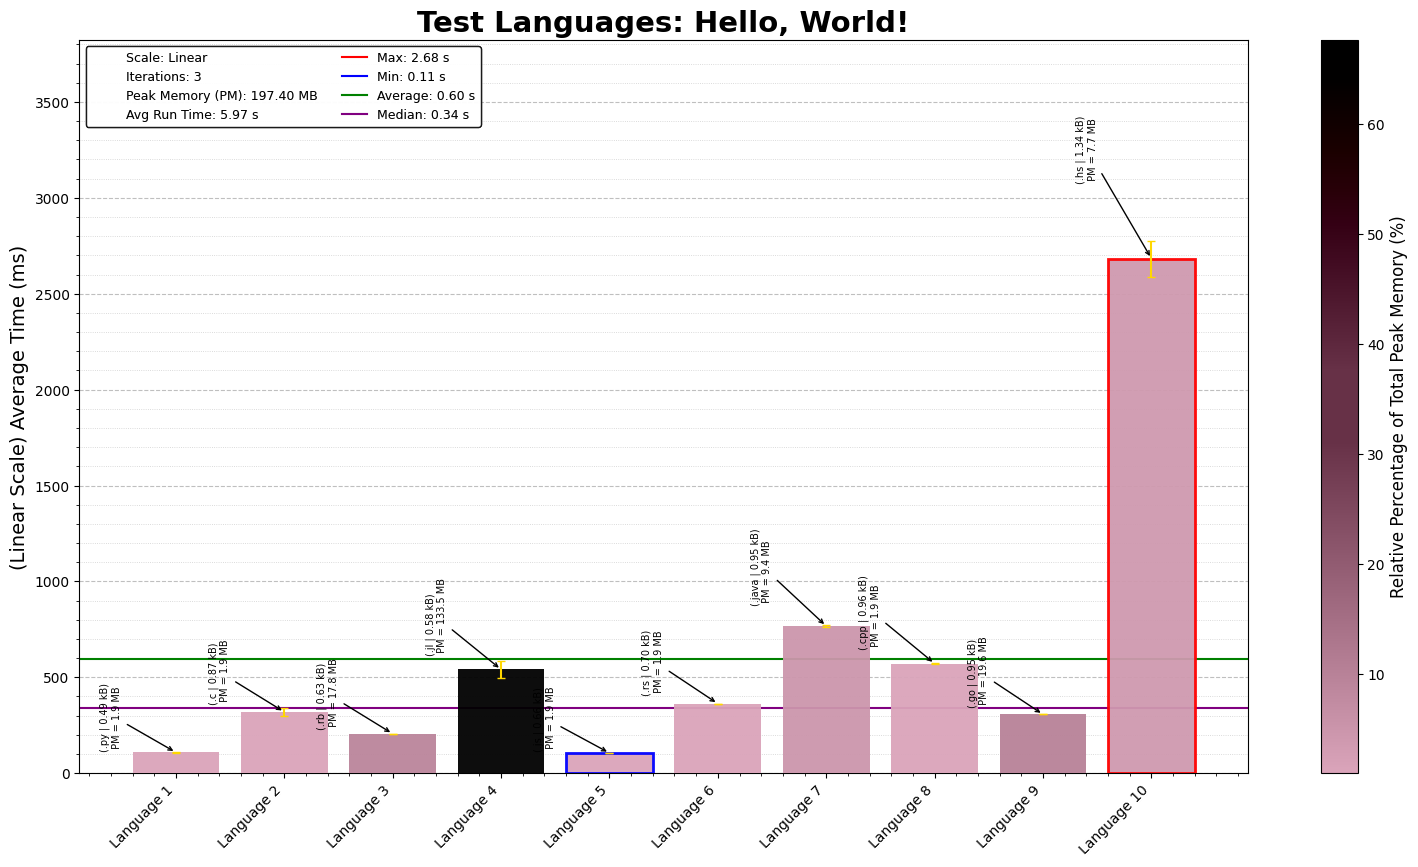 Test Languages: Hello, World!
Scale: Linear
Iterations: 3
Peak Memory (PM): 197.40 MB
Avg Run Time: 5.97 s
Max: 2.68 s
Min: 0.11 s
Average: 0.60 s
Median: 0.34 s
(Linear Scale) Average Time (ms)
3500
3000
2500
2000
1500
1000
500
0
(.py | 0.49 kB)
PM = 1.9 MB
(.c | 0.87 kB)
PM = 1.9 MB
(.rb | 0.63 kB)
PM = 17.8 MB
(.jl | 0.58 kB)
PM = 133.5 MB
PM = 1.9 MB
(.rs | 0.70 kB)
PM = 1.9 MB
(.java | 0.95 kB)
PM = 9.4 MB
(.cpp | 0.96 kB)
PM = 1.9 MB
(.go | 0.95 kB)
PM = 19.6 MB
(.hs | 1.34 kB)
PM = 7.7 MB
Language 1
Language 2
Language 3
Language 4
Language 5
Language 6
Language 7
Language 8
Language 9
Language 10
60
50
40
30
20
10
Relative Percentage of Total Peak Memory (%)